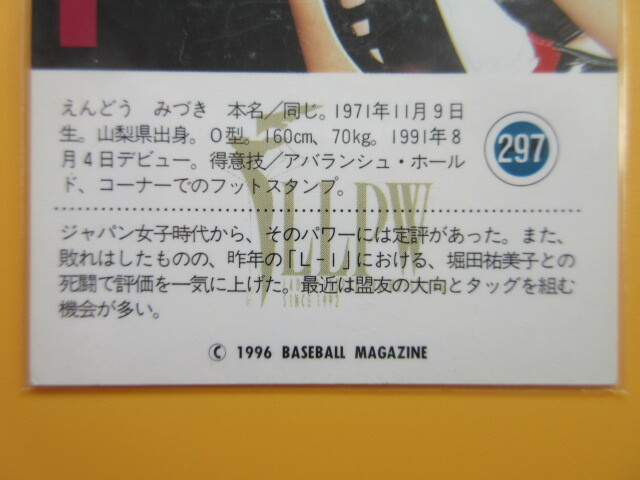 えんどう みづき 本名／同じ。1971年11月9日
生。山梨県出身。O型。160cm、70kg。1991年8
月4日デビュー。得意技／アバランシュ・ホール
ド、コーナーでのフットスタンプ。
297
ジャパン女子時代から、そのパワーには定評があった。また、
敗れはしたものの、昨年の「L-1」における、堀田祐美子との
死闘で評価を一気に上げた。最近は盟友の大向とタッグを組む
機会が多い。
LLPW
SINCE 1992
© 1996 BASEBALL MAGAZINE